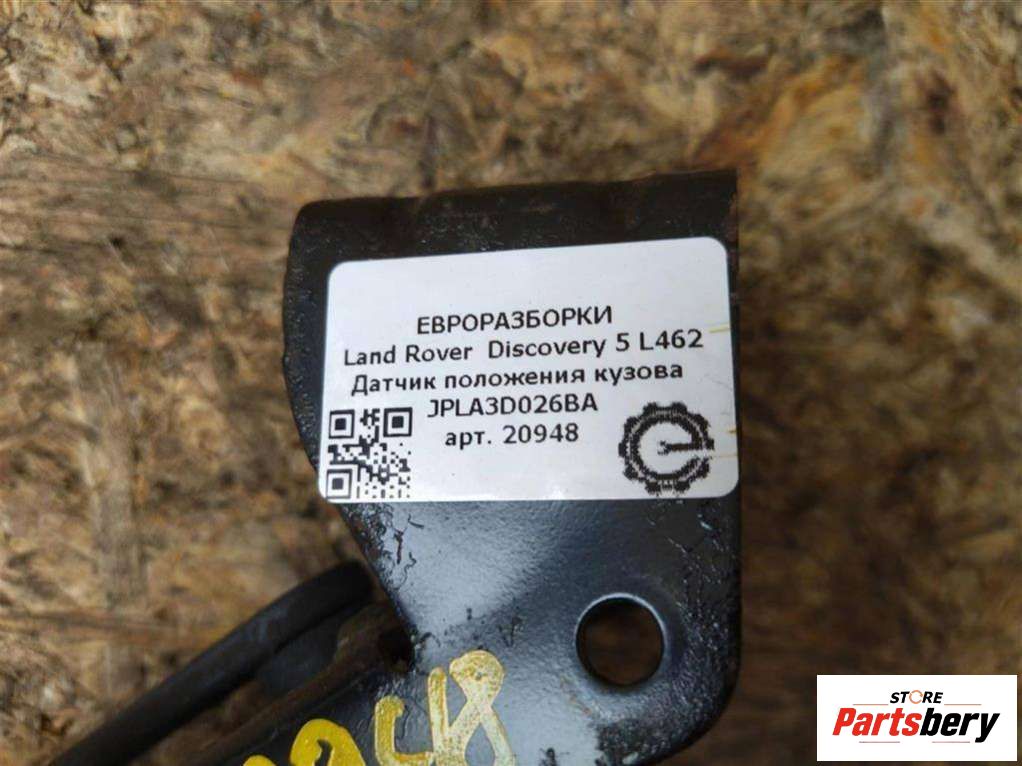 ЕВРОРАЗБОРКИ
Land Rover Discovery 5 L462
Датчик положения кузова
JPLA3D026BA
арт. 20948
STORE
Partsbery